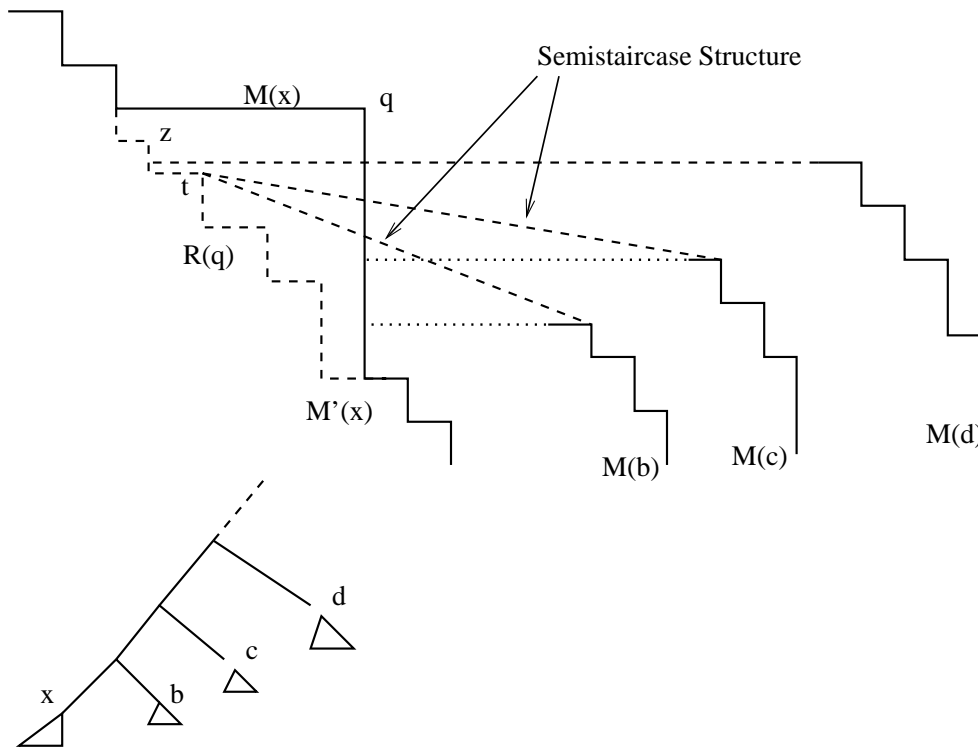 Semistaircase Structure
M(x)
q
z
t
R(q)
M'(x)
M(b)
M(c)
M(d)
d
c
b
x